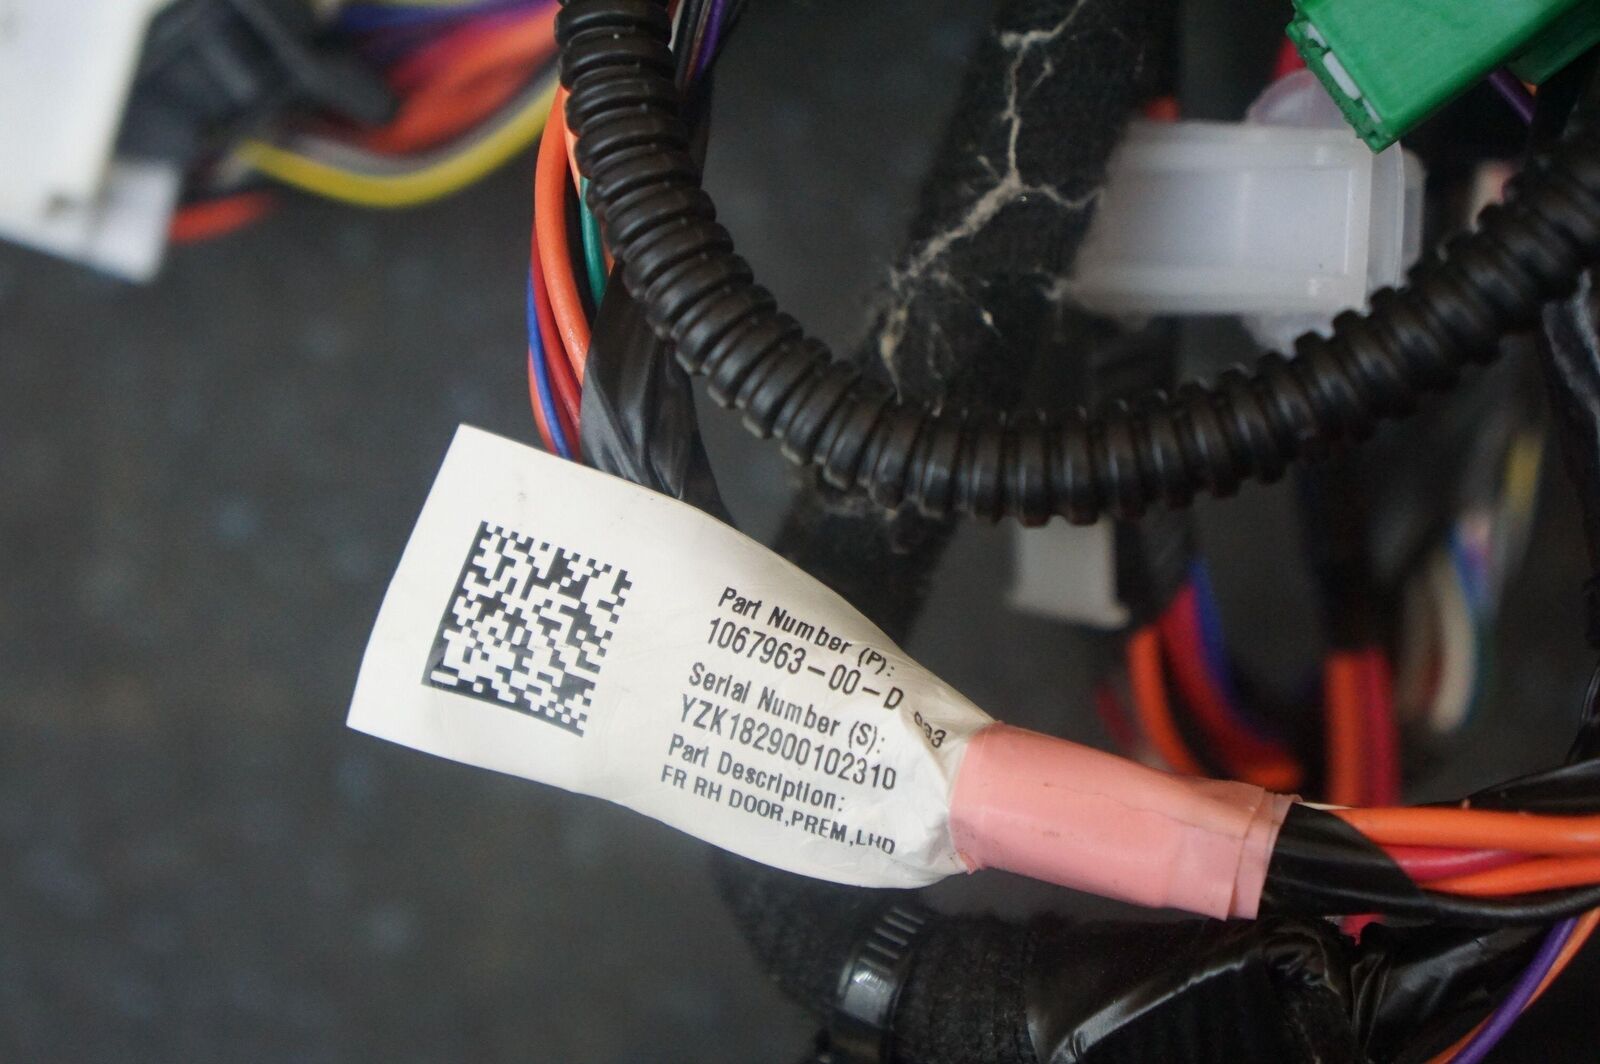 Part Number (P):
1067963-00-D
Serial Number (S):
YZK182900102310
Part Description:
FR RH DOOR,PREM,LHD